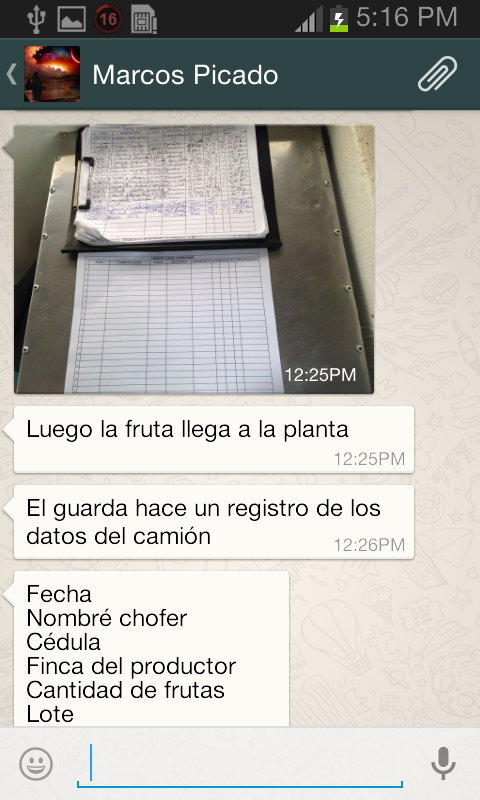 16
5:16 PM
Marcos Picado
12:25PM
Luego la fruta llega a la planta
12:25PM
El guarda hace un registro de los
datos del camión
12:26PM
Fecha
Nombré chofer
Cédula
Finca del productor
Cantidad de frutas
Lote